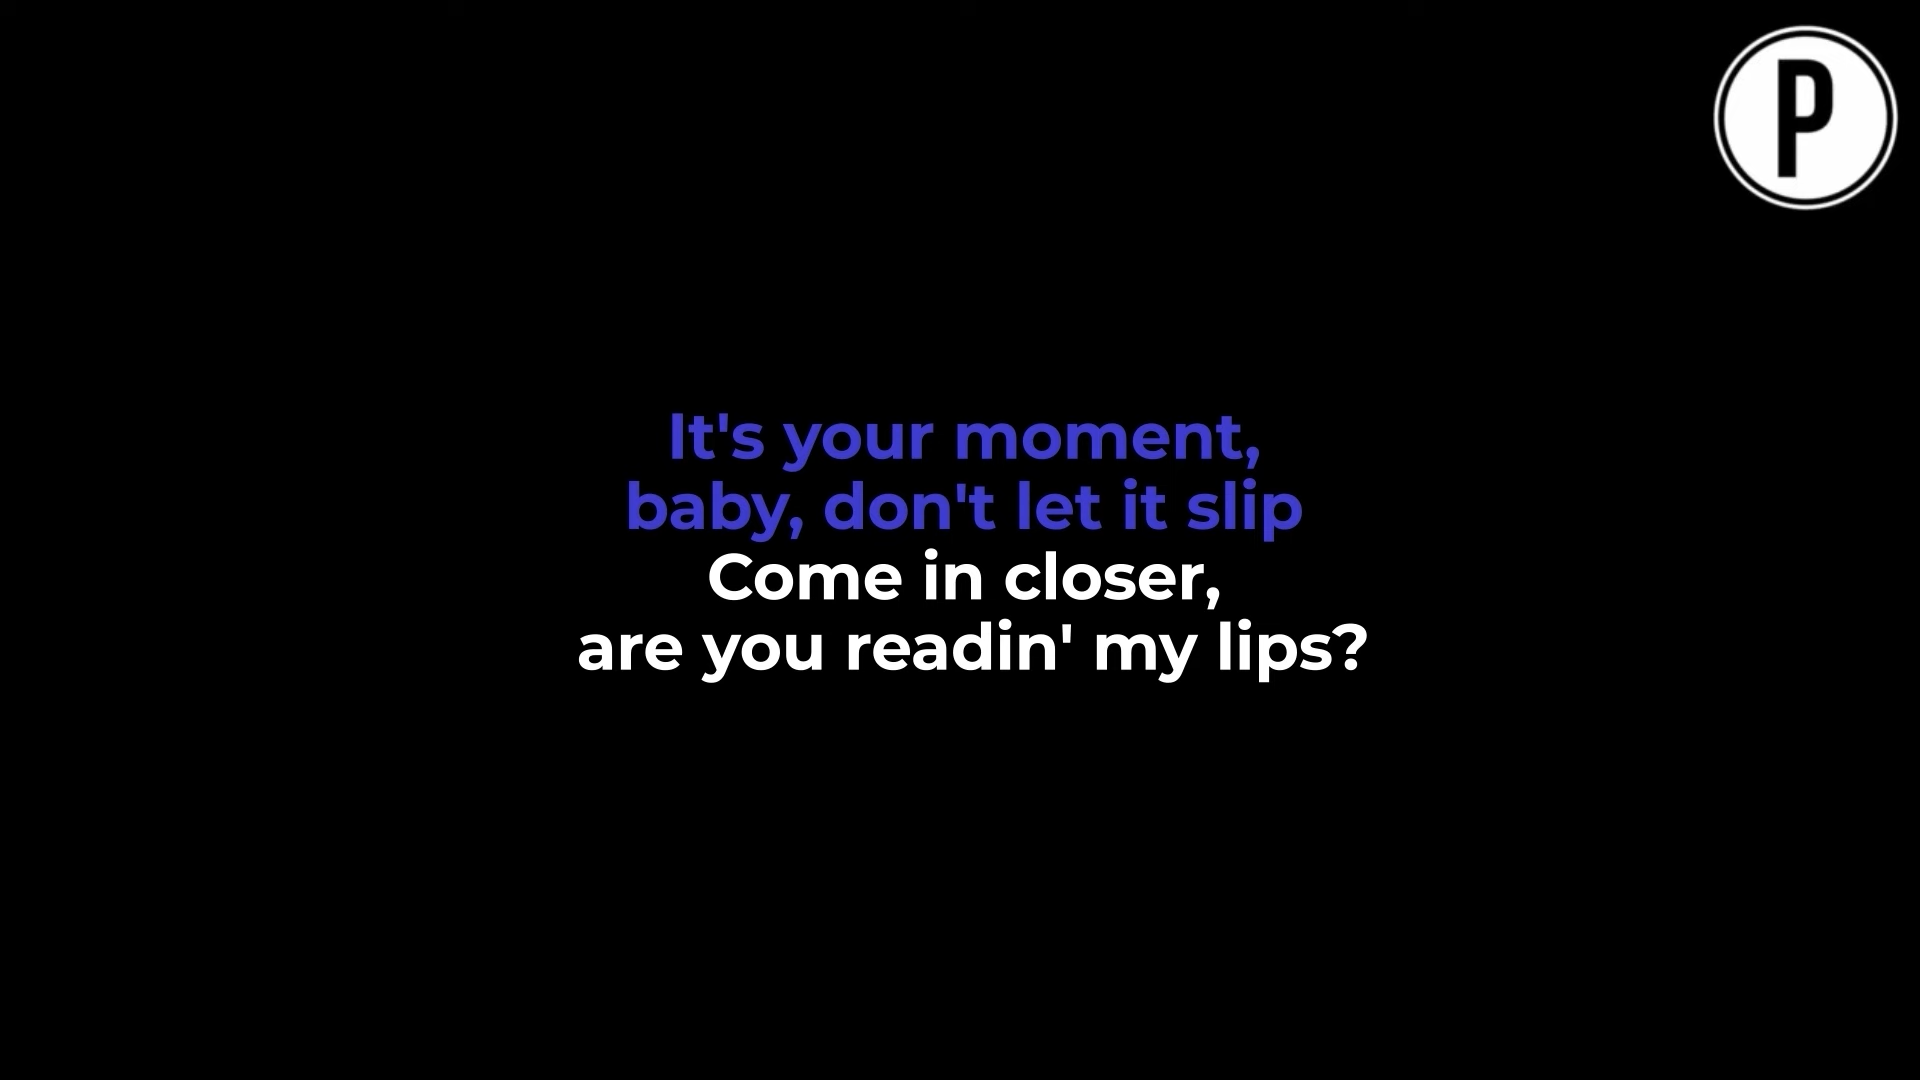 P
It's your moment,
baby, don't let it slip
Come in closer,
are you readin' my lips?